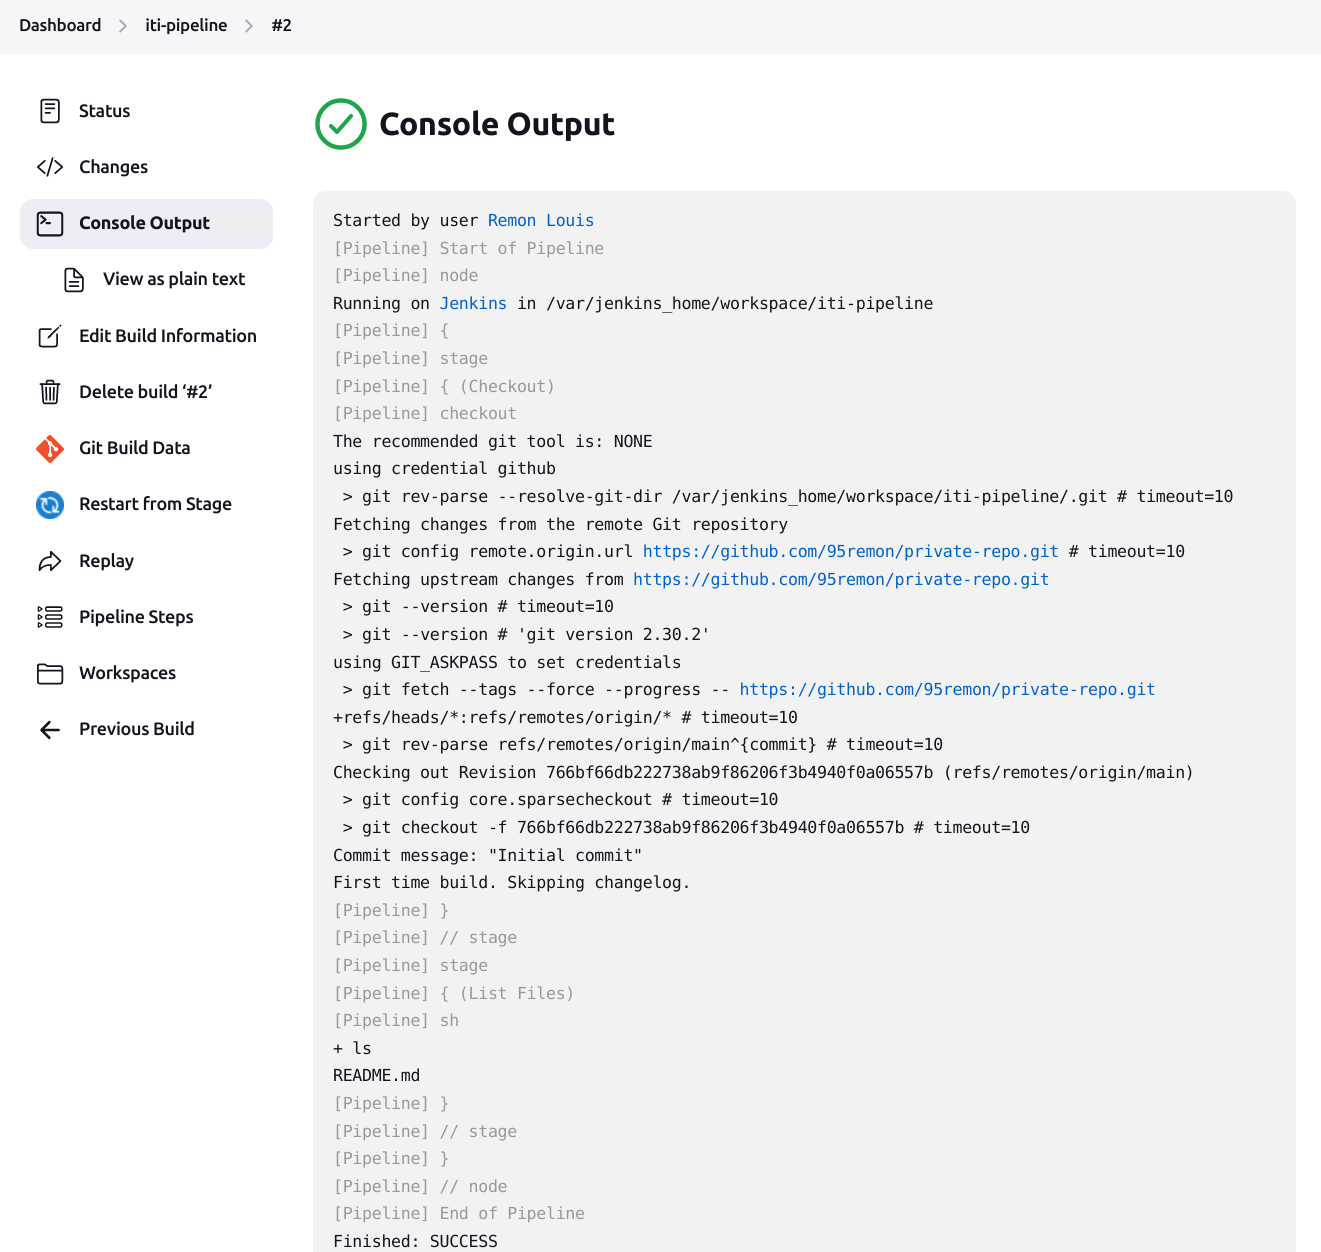 Dashboard > iti-pipeline > #2
Status
Changes
Console Output
View as plain text
Edit Build Information
Delete build ‘#2’
Git Build Data
Restart from Stage
Replay
Pipeline Steps
Workspaces
Previous Build
Console Output
Started by user Remon Louis
[Pipeline] Start of Pipeline
[Pipeline] node
Running on Jenkins in /var/jenkins_home/workspace/iti-pipeline
[Pipeline] {
[Pipeline] stage
[Pipeline] { (Checkout)
[Pipeline] checkout
The recommended git tool is: NONE
using credential github
 > git rev-parse --resolve-git-dir /var/jenkins_home/workspace/iti-pipeline/.git # timeout=10
Fetching changes from the remote Git repository
 > git config remote.origin.url https://github.com/95remon/private-repo.git # timeout=10
Fetching upstream changes from https://github.com/95remon/private-repo.git
 > git --version # timeout=10
 > git --version # 'git version 2.30.2'
using GIT_ASKPASS to set credentials
 > git fetch --tags --force --progress -- https://github.com/95remon/private-repo.git
+refs/heads/*:refs/remotes/origin/* # timeout=10
 > git rev-parse refs/remotes/origin/main^{commit} # timeout=10
Checking out Revision 766bf66db222738ab9f86206f3b4940f0a06557b (refs/remotes/origin/main)
 > git config core.sparsecheckout # timeout=10
 > git checkout -f 766bf66db222738ab9f86206f3b4940f0a06557b # timeout=10
Commit message: "Initial commit"
First time build. Skipping changelog.
[Pipeline] }
[Pipeline] // stage
[Pipeline] stage
[Pipeline] { (List Files)
[Pipeline] sh
+ ls
README.md
[Pipeline] }
[Pipeline] // stage
[Pipeline] }
[Pipeline] // node
[Pipeline] End of Pipeline
Finished: SUCCESS